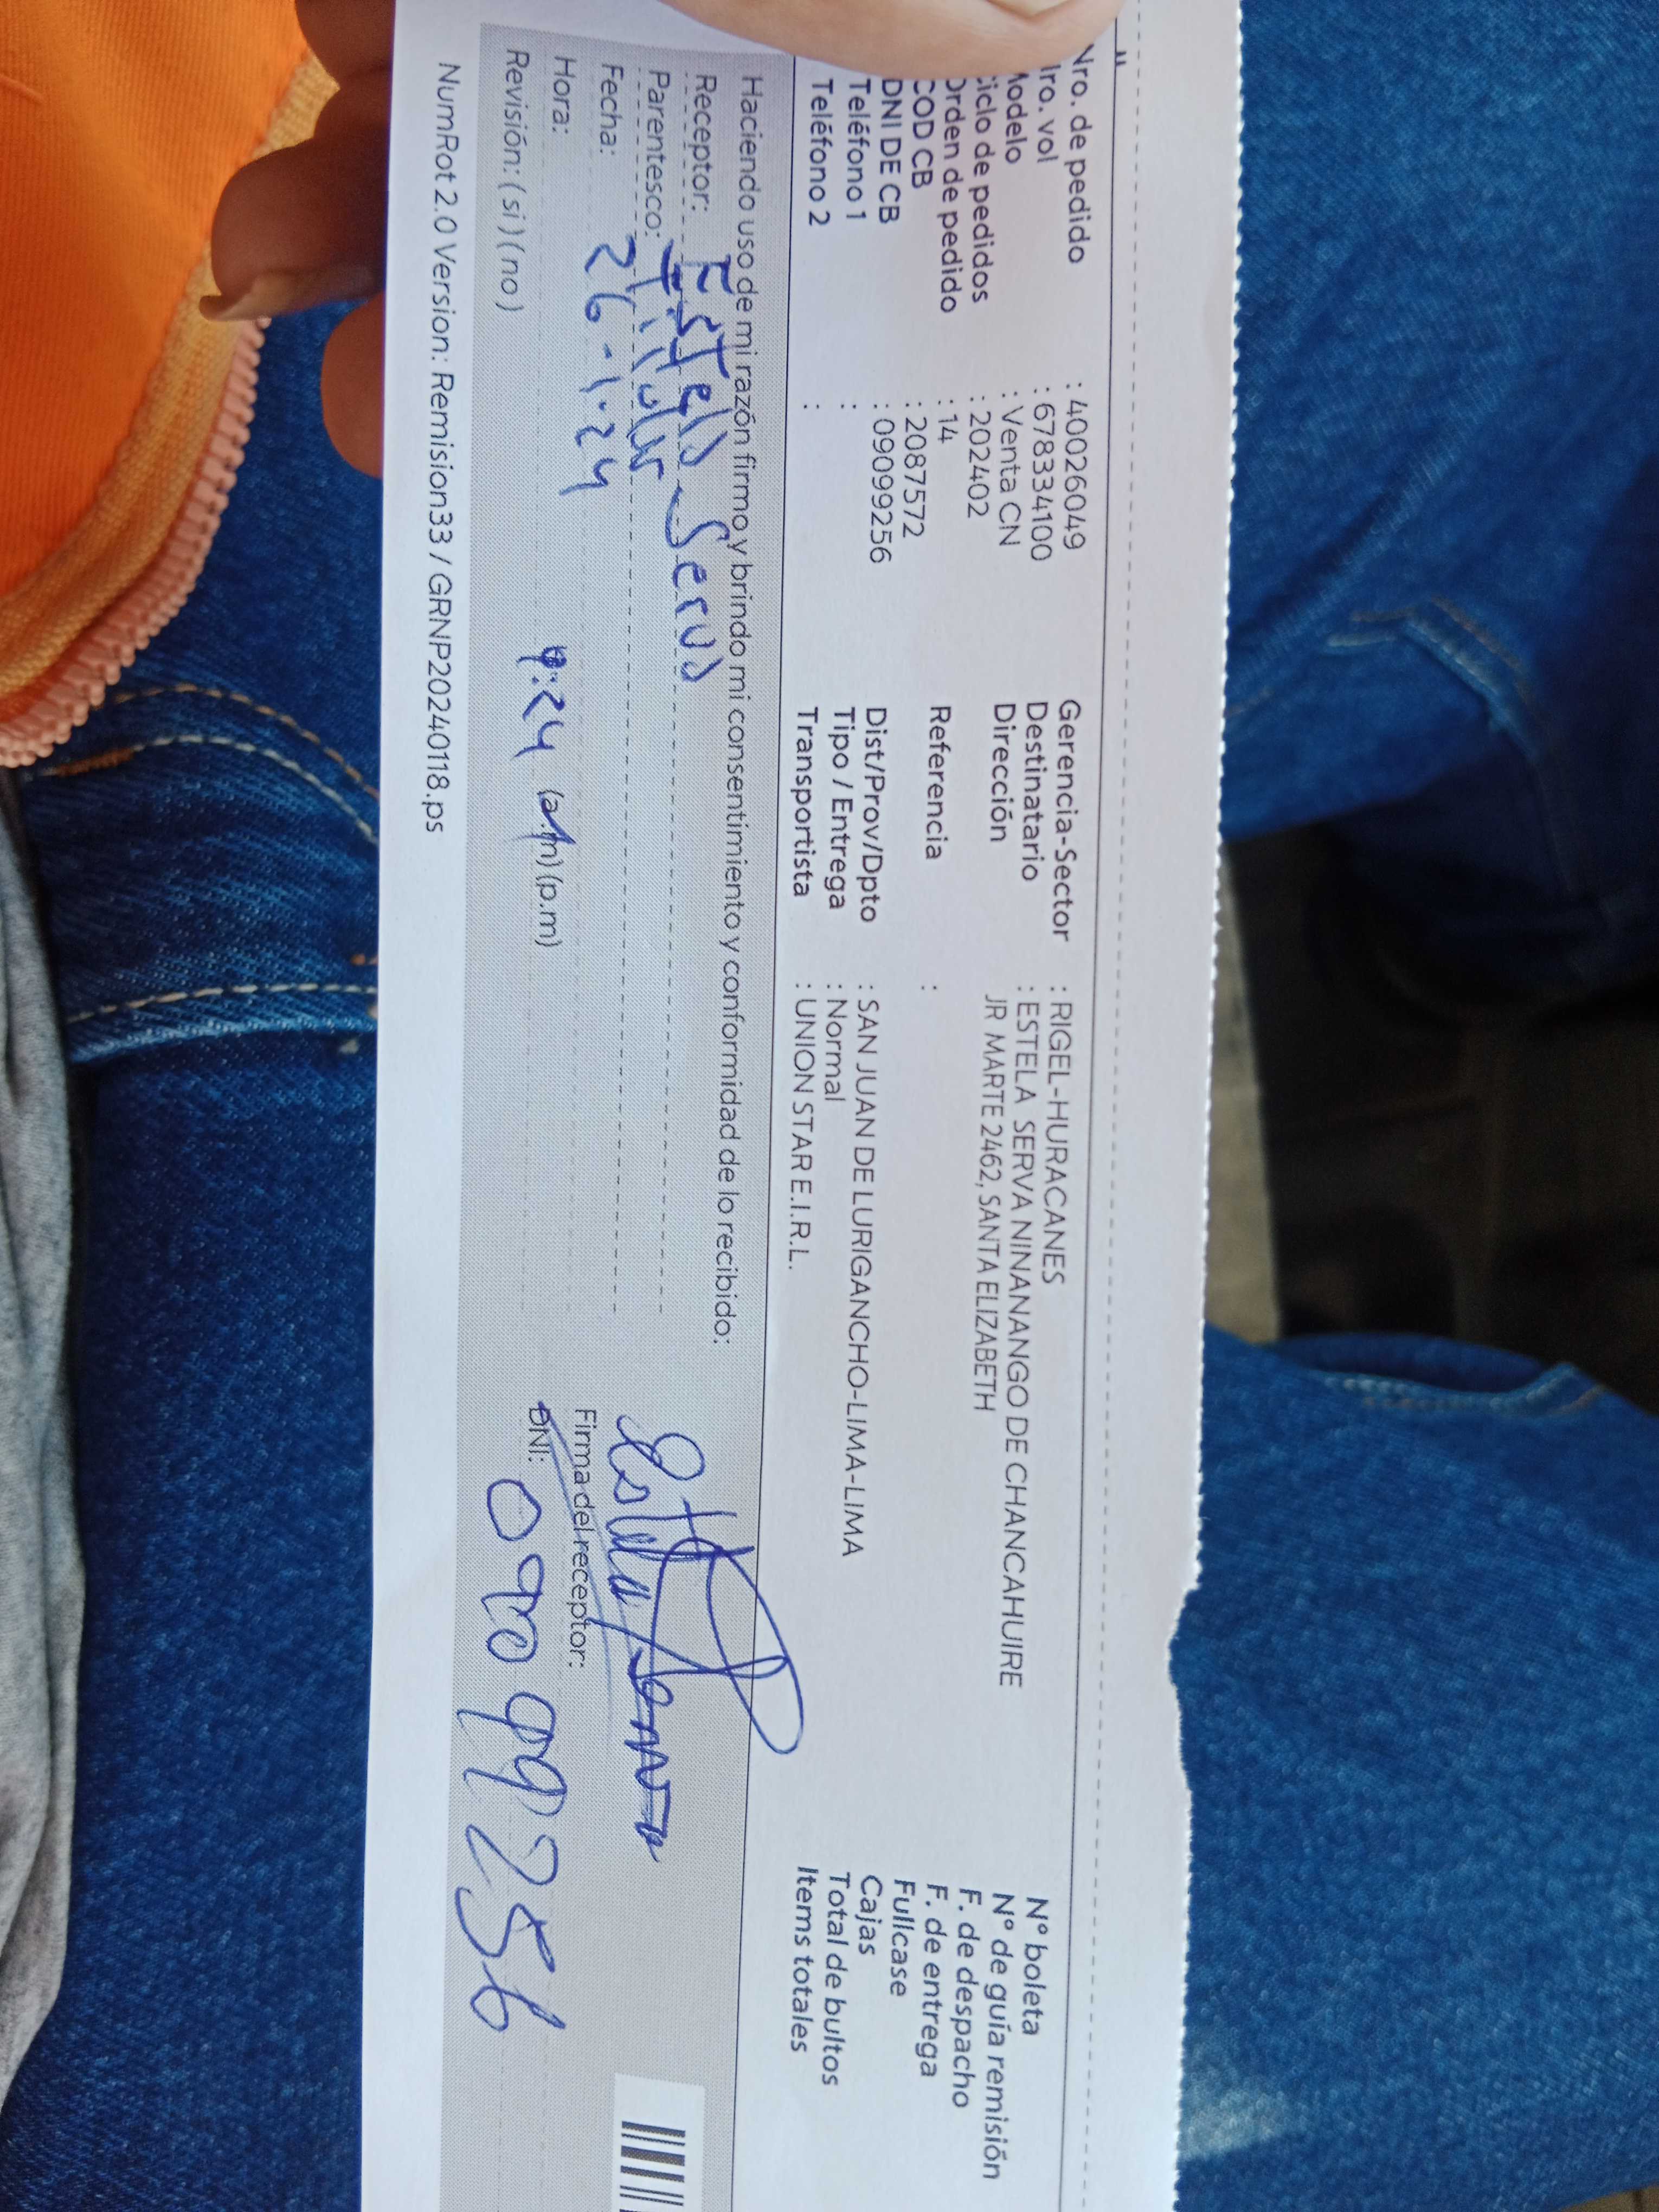 Nro. de pedido : 40026049
Nro. vol : 678334100
Modelo : Venta CN
Ciclo de pedidos : 202402
Orden de pedido : 14
COD CB : 2087572
DNI DE CB : 09099256
Teléfono 1 :
Teléfono 2 :
Gerencia-Sector : RIGEL-HURACANES
Destinatario : ESTELA SERVA NINANANGO DE CHANCAHUIRE
Dirección JR MARTE 2462, SANTA ELIZABETH
Referencia :
Dist/Prov/Dpto : SAN JUAN DE LURIGANCHO-LIMA-LIMA
Tipo / Entrega : Normal
Transportista : UNION STAR E.I.R.L.
N° boleta
N° de guía remisión
F. de despacho
F. de entrega
Fullcase
Cajas
Total de bultos
Items totales
Haciendo uso de mi razón firmo y brindo mi consentimiento y conformidad de lo recibido:
Receptor: Estela Serva
Parentesco: Titular
Fecha: 26-1-24
Hora: 9:24 (a.m) (p.m)
Revisión: ( si ) ( no )
Estela Serva
Firma del receptor:
DNI: 09099256
NumRot 2.0 Version: Remision33 / GRNP20240118.ps